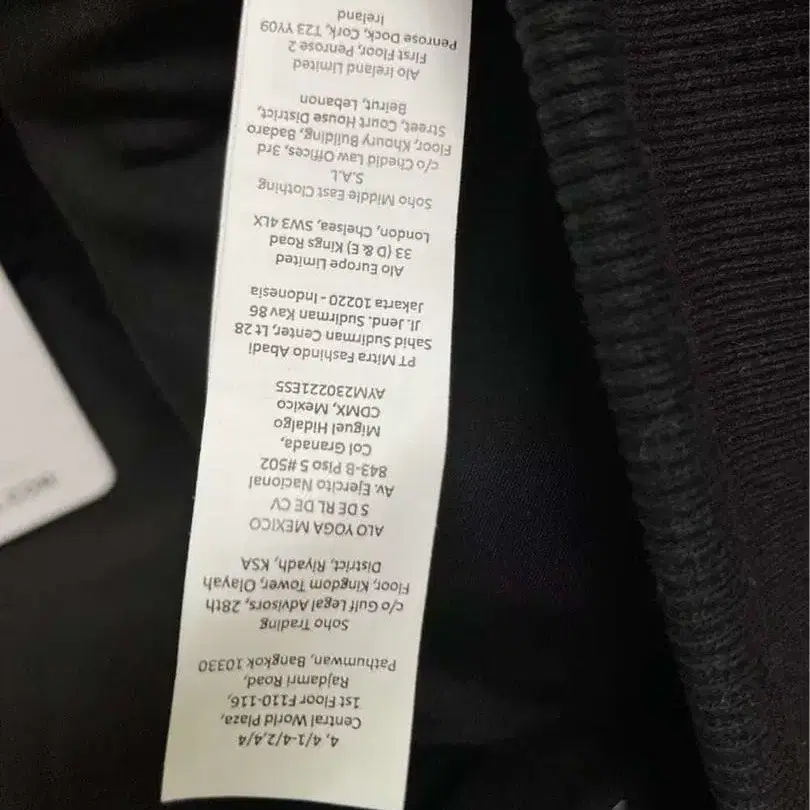 4, 4/1-4/2,4/4
Central World Plaza,
1st Floor F110-116,
Rajdamri Road,
Pathumwan, Bangkok 10330
Soho Trading
c/o Gulf Legal Advisors, 28th
Floor, Kingdom Tower, Olayah
District, Riyadh, KSA
ALO YOGA MEXICO
S DE RL DE CV
Av. Ejercito Nacional
843-B Piso 5 #502
Col Granada,
Miguel Hidalgo
CDMX, Mexico
AYM230221ES5
PT Mitra Fashindo Abadi
Sahid Sudirman Center, Lt 28
Jl. Jend. Sudirman Kav 86
Jakarta 10220 - Indonesia
Alo Europe Limited
33 (D & E) Kings Road
London, Chelsea, SW3 4LX
Soho Middle East Clothing
S.A.L
c/o Chedid Law Offices, 3rd
Floor, Khoury Building, Badaro
Street, Court House District,
Beirut, Lebanon
Alo Ireland Limited
First Floor, Penrose 2
Penrose Dock, Cork, T23 YY09
Ireland